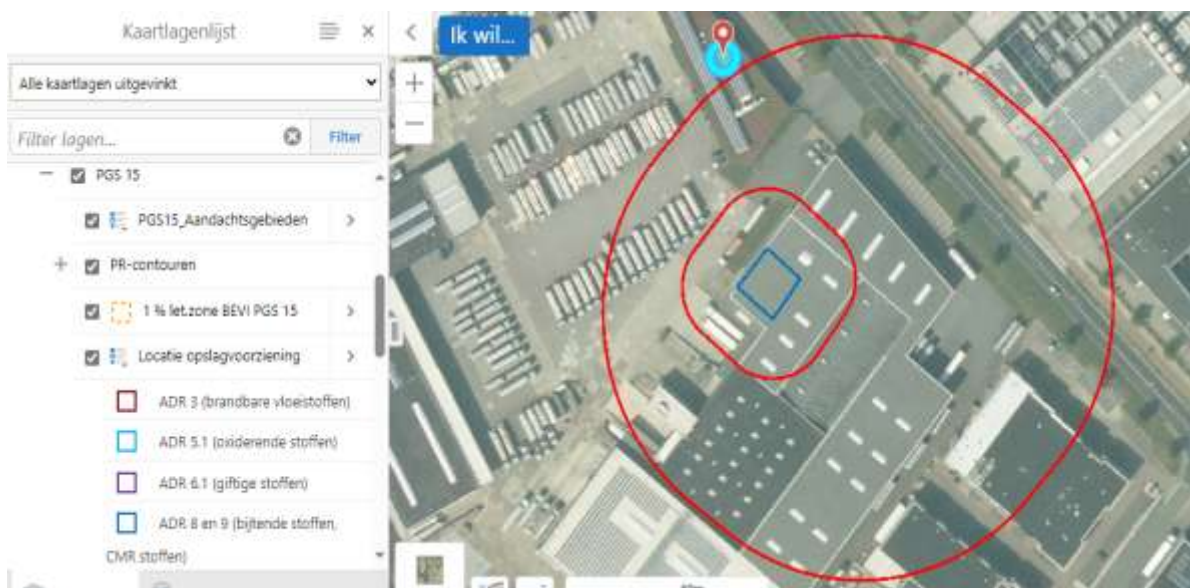 Kaartlagenlijst
Ik wil...
Alle kaartlagen uitgevinkt
Filter lagen...
Filter
PGS 15
PGS15_Aandachtsgebieden
PR-contouren
1 % let.zone BEVI PGS 15
Locatie opslagvoorziening
ADR 3 (brandbare vloeistoffen)
ADR 5.1 (oxiderende stoffen)
ADR 6.1 (giftige stoffen)
ADR 8 en 9 (bijtende stoffen,
CMR stoffen)